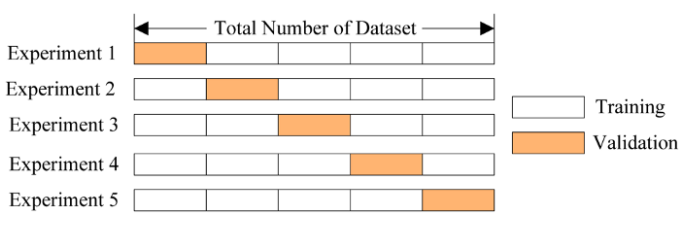 Total Number of Dataset
Experiment 1
Experiment 2
Experiment 3
Experiment 4
Experiment 5
Training
Validation